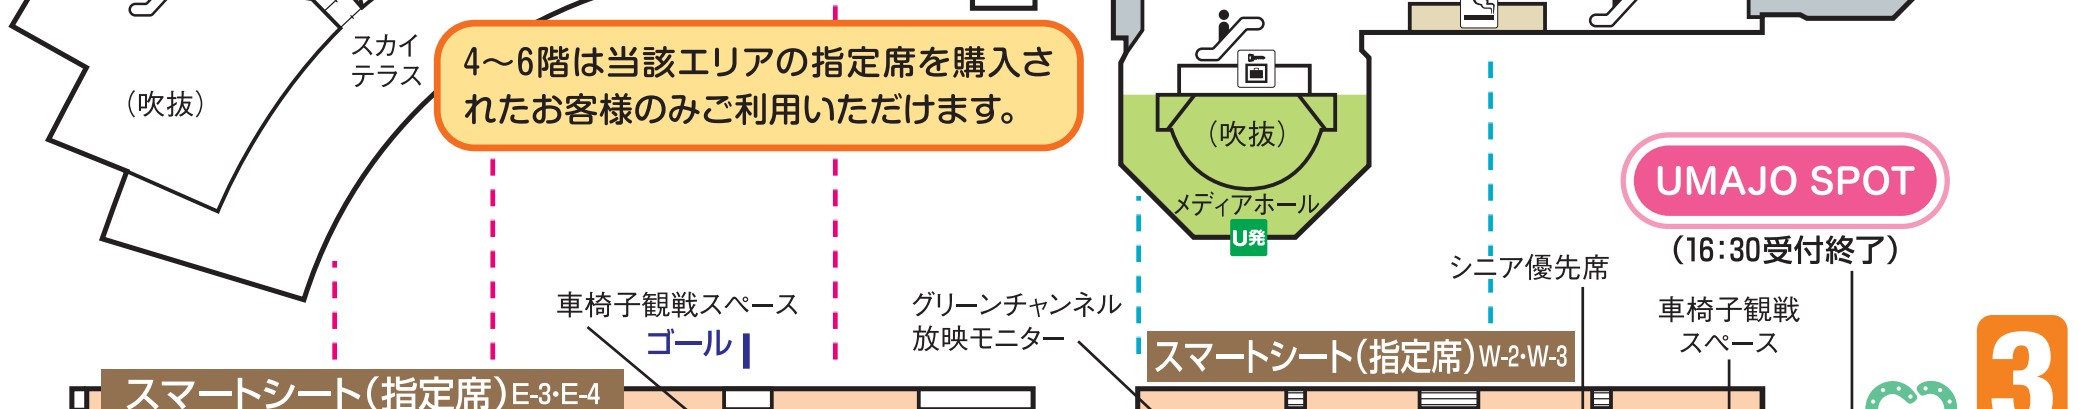 スカイ
テラス
（吹抜）
4〜6階は当該エリアの指定席を購入さ
れたお客様のみご利用いただけます。
（吹抜）
メディアホール
U発
UMAJO SPOT
（16:30受付終了）
シニア優先席
車椅子観戦スペース
ゴール
グリーンチャンネル
放映モニター
車椅子観戦
スペース
スマートシート（指定席）W-2・W-3
スマートシート（指定席）E-3・E-4
3